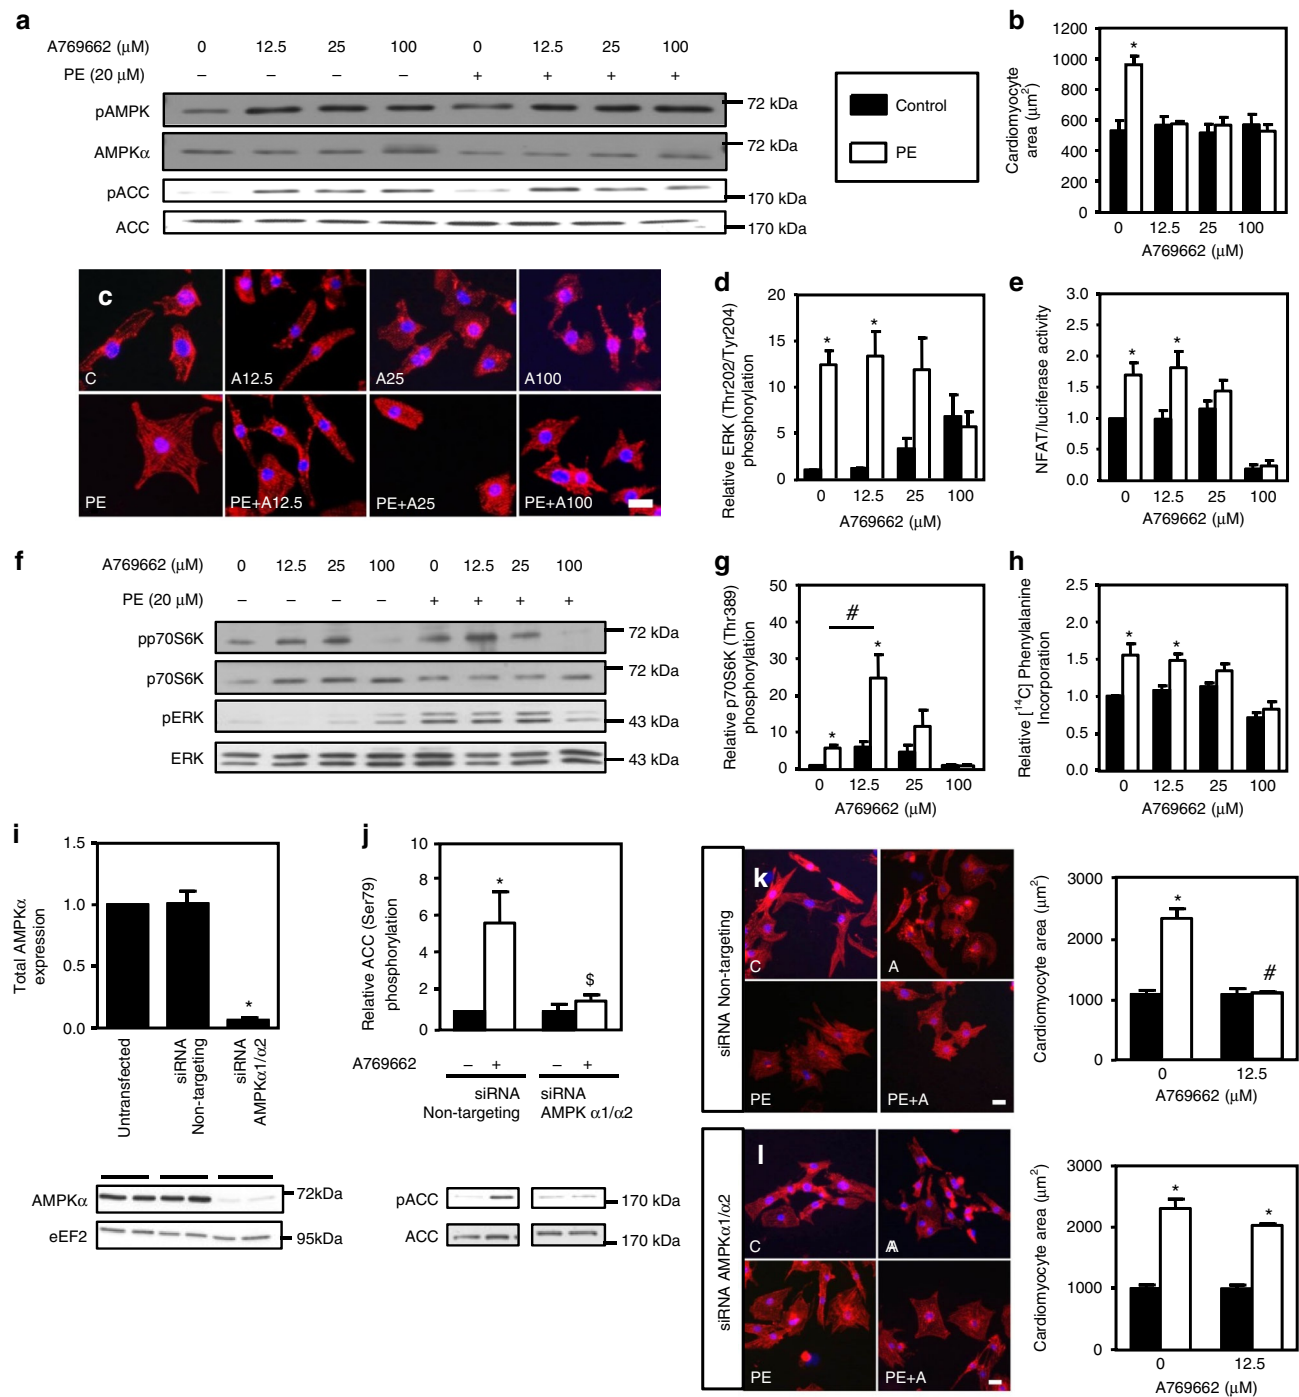 a
A769662 (µM) 0 12.5 25 100 0 12.5 25 100
PE (20 µM) – – – – + + + +
pAMPK 72 kDa
AMPKα 72 kDa
pACC 170 kDa
ACC 170 kDa
Control
PE
b
Cardiomyocyte area (µm²)
1200
1000
800
600
400
200
0
0 12.5 25 100
A769662 (µM)
c
C A12.5 A25 A100
PE PE+A12.5 PE+A25 PE+A100
d
Relative ERK (Thr202/Tyr204) phosphorylation
20
15
10
5
0
* *
0 12.5 25 100
A769662 (µM)
e
NFAT/luciferase activity
3.0
2.5
2.0
1.5
1.0
0.5
0.0
* *
0 12.5 25 100
A769662 (µM)
f
A769662 (µM) 0 12.5 25 100 0 12.5 25 100
PE (20 µM) – – – – + + + +
pp70S6K 72 kDa
p70S6K 72 kDa
pERK 43 kDa
ERK 43 kDa
g
Relative p70S6K (Thr389) phosphorylation
50
40
30
20
10
0
#
* *
0 12.5 25 100
A769662 (µM)
h
Relative [¹⁴C] Phenylalanine Incorporation
2.5
2.0
1.5
1.0
0.5
0.0
* *
0 12.5 25 100
A769662 (µM)
i
Total AMPKα expression
1.5
1.0
0.5
0.0
*
Untransfected
siRNA Non-targeting
siRNA AMPKα1/α2
AMPKα 72kDa
eEF2 95kDa
j
Relative ACC (Ser79) phosphorylation
10
8
6
4
2
0
* $
A769662 – + – +
siRNA Non-targeting
siRNA AMPK α1/α2
pACC 170 kDa
ACC 170 kDa
siRNA Non-targeting
k
C A
PE PE+A
Cardiomyocyte area (µm²)
3000
2000
1000
0
* #
0 12.5
A769662 (µM)
siRNA AMPKα1/α2
l
C A
PE PE+A
Cardiomyocyte area (µm²)
3000
2000
1000
0
* *
0 12.5
A769662 (µM)